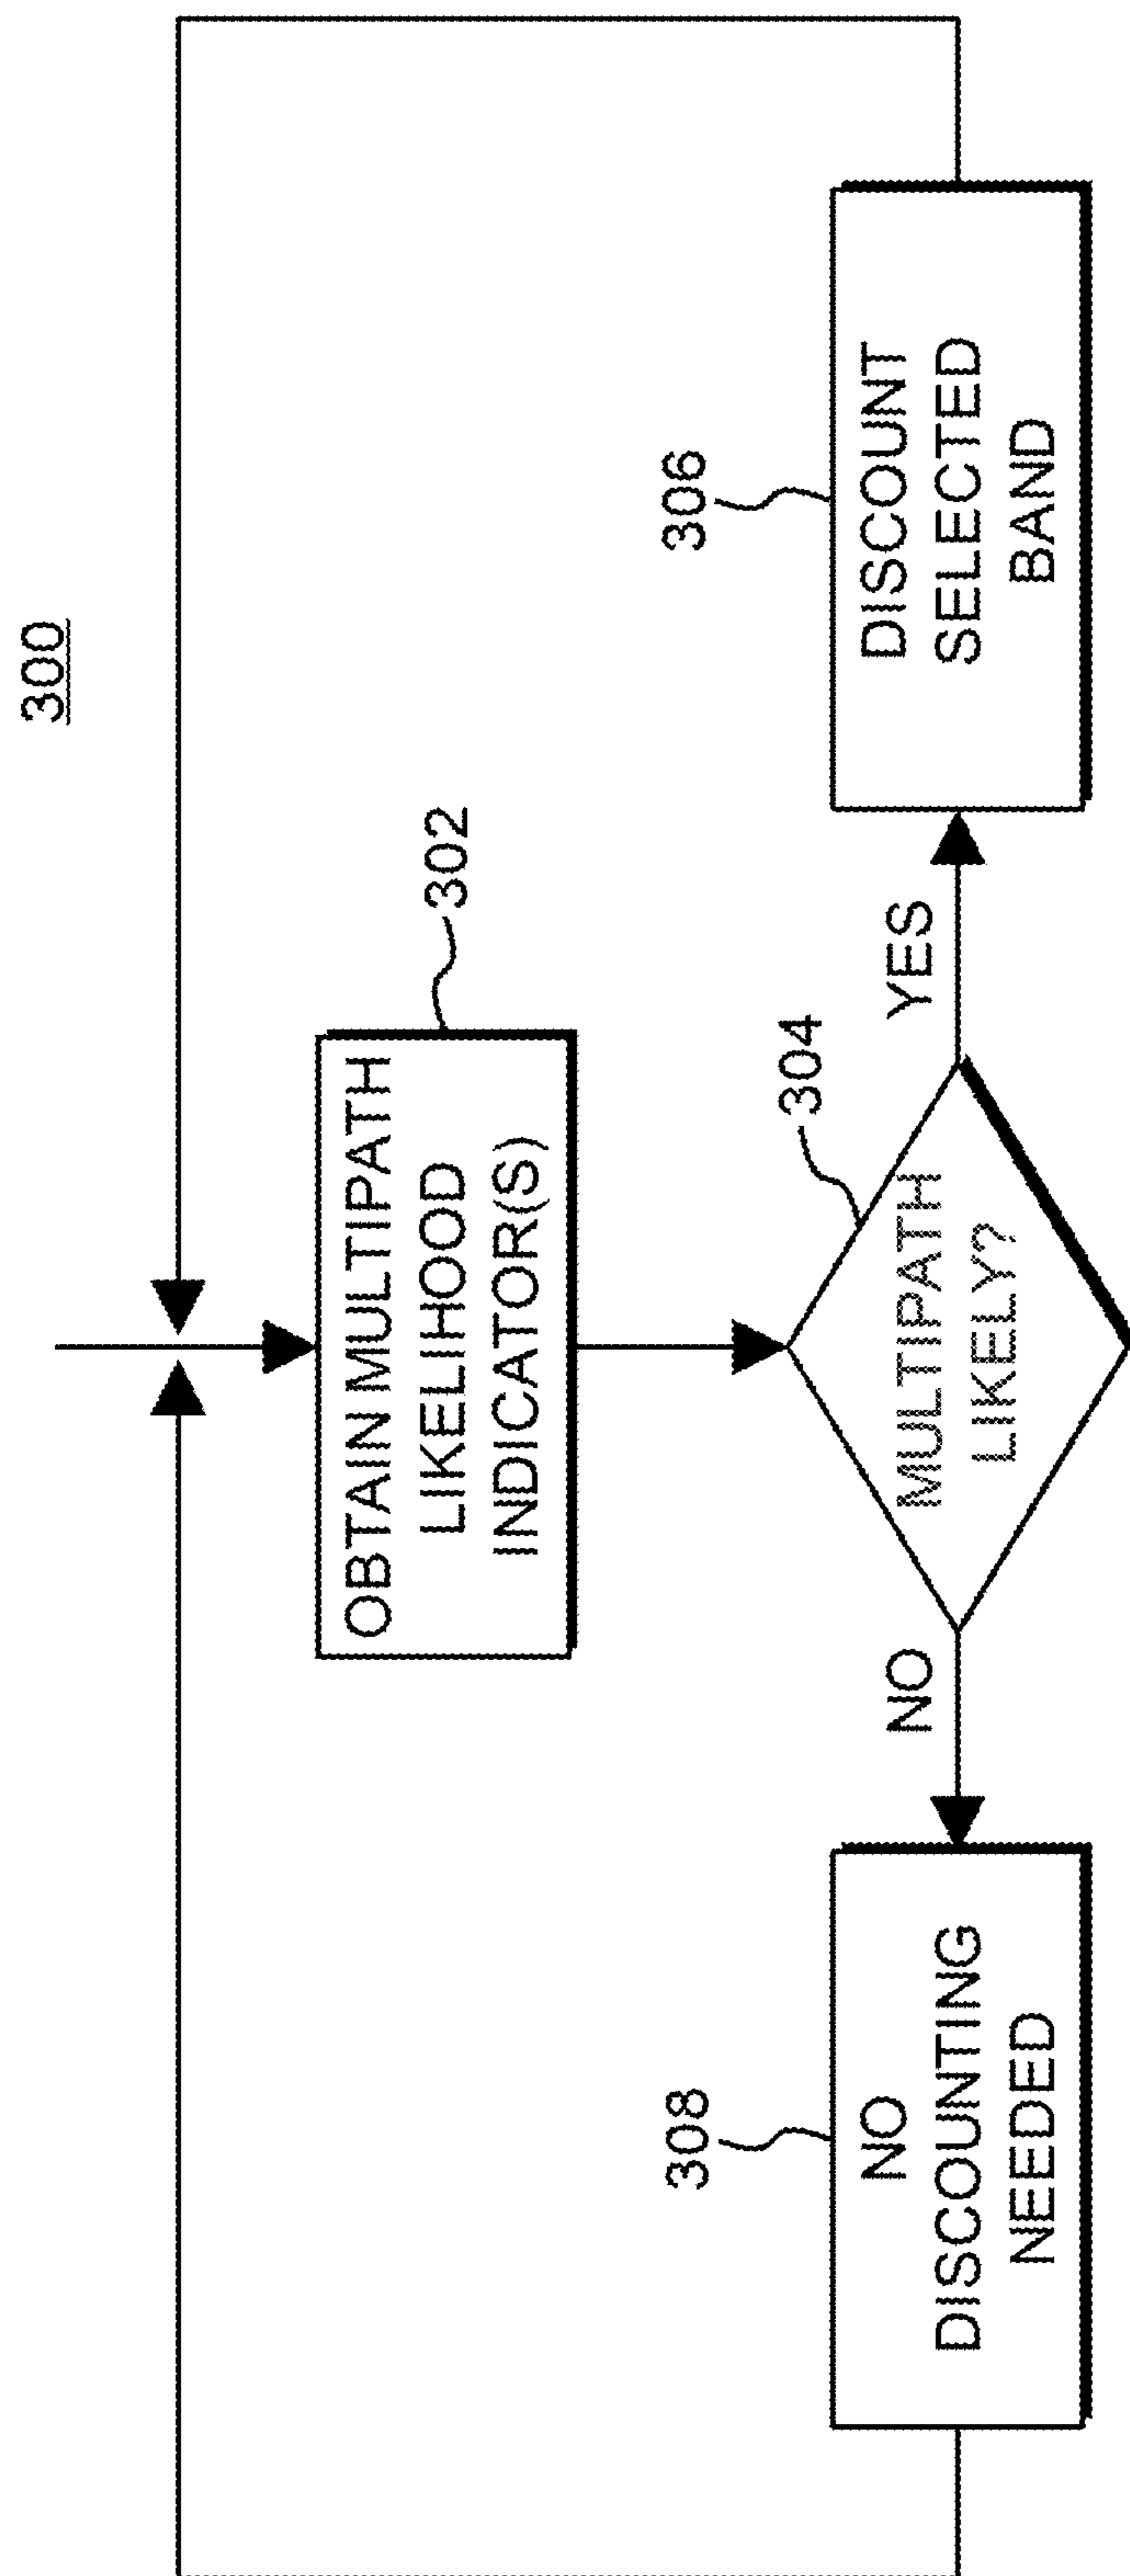 300
OBTAIN MULTIPATH
LIKELIHOOD
INDICATOR(S)
302
304
MULTIPATH
LIKELY?
NO
YES
308
NO
DISCOUNTING
NEEDED
306
DISCOUNT
SELECTED
BAND